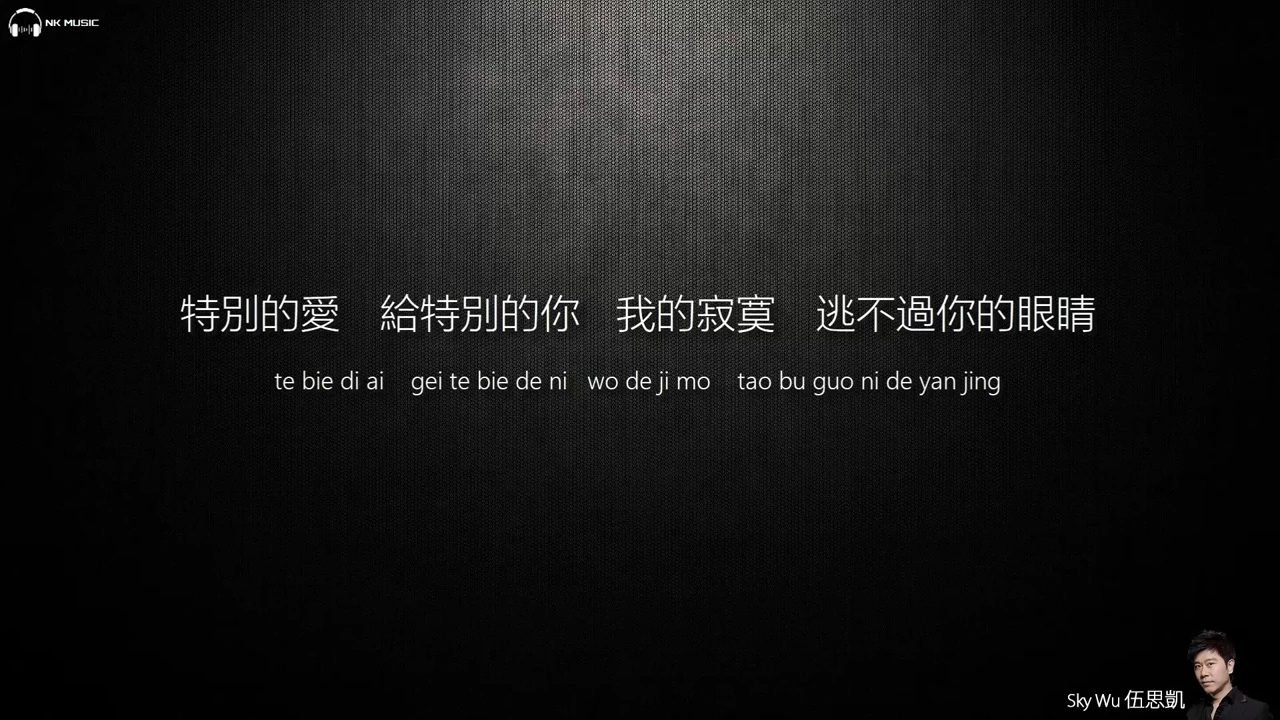 NK MUSIC
特別的愛 給特別的你 我的寂寞 逃不過你的眼睛
te bie di ai gei te bie de ni wo de ji mo tao bu guo ni de yan jing
Sky Wu 伍思凱